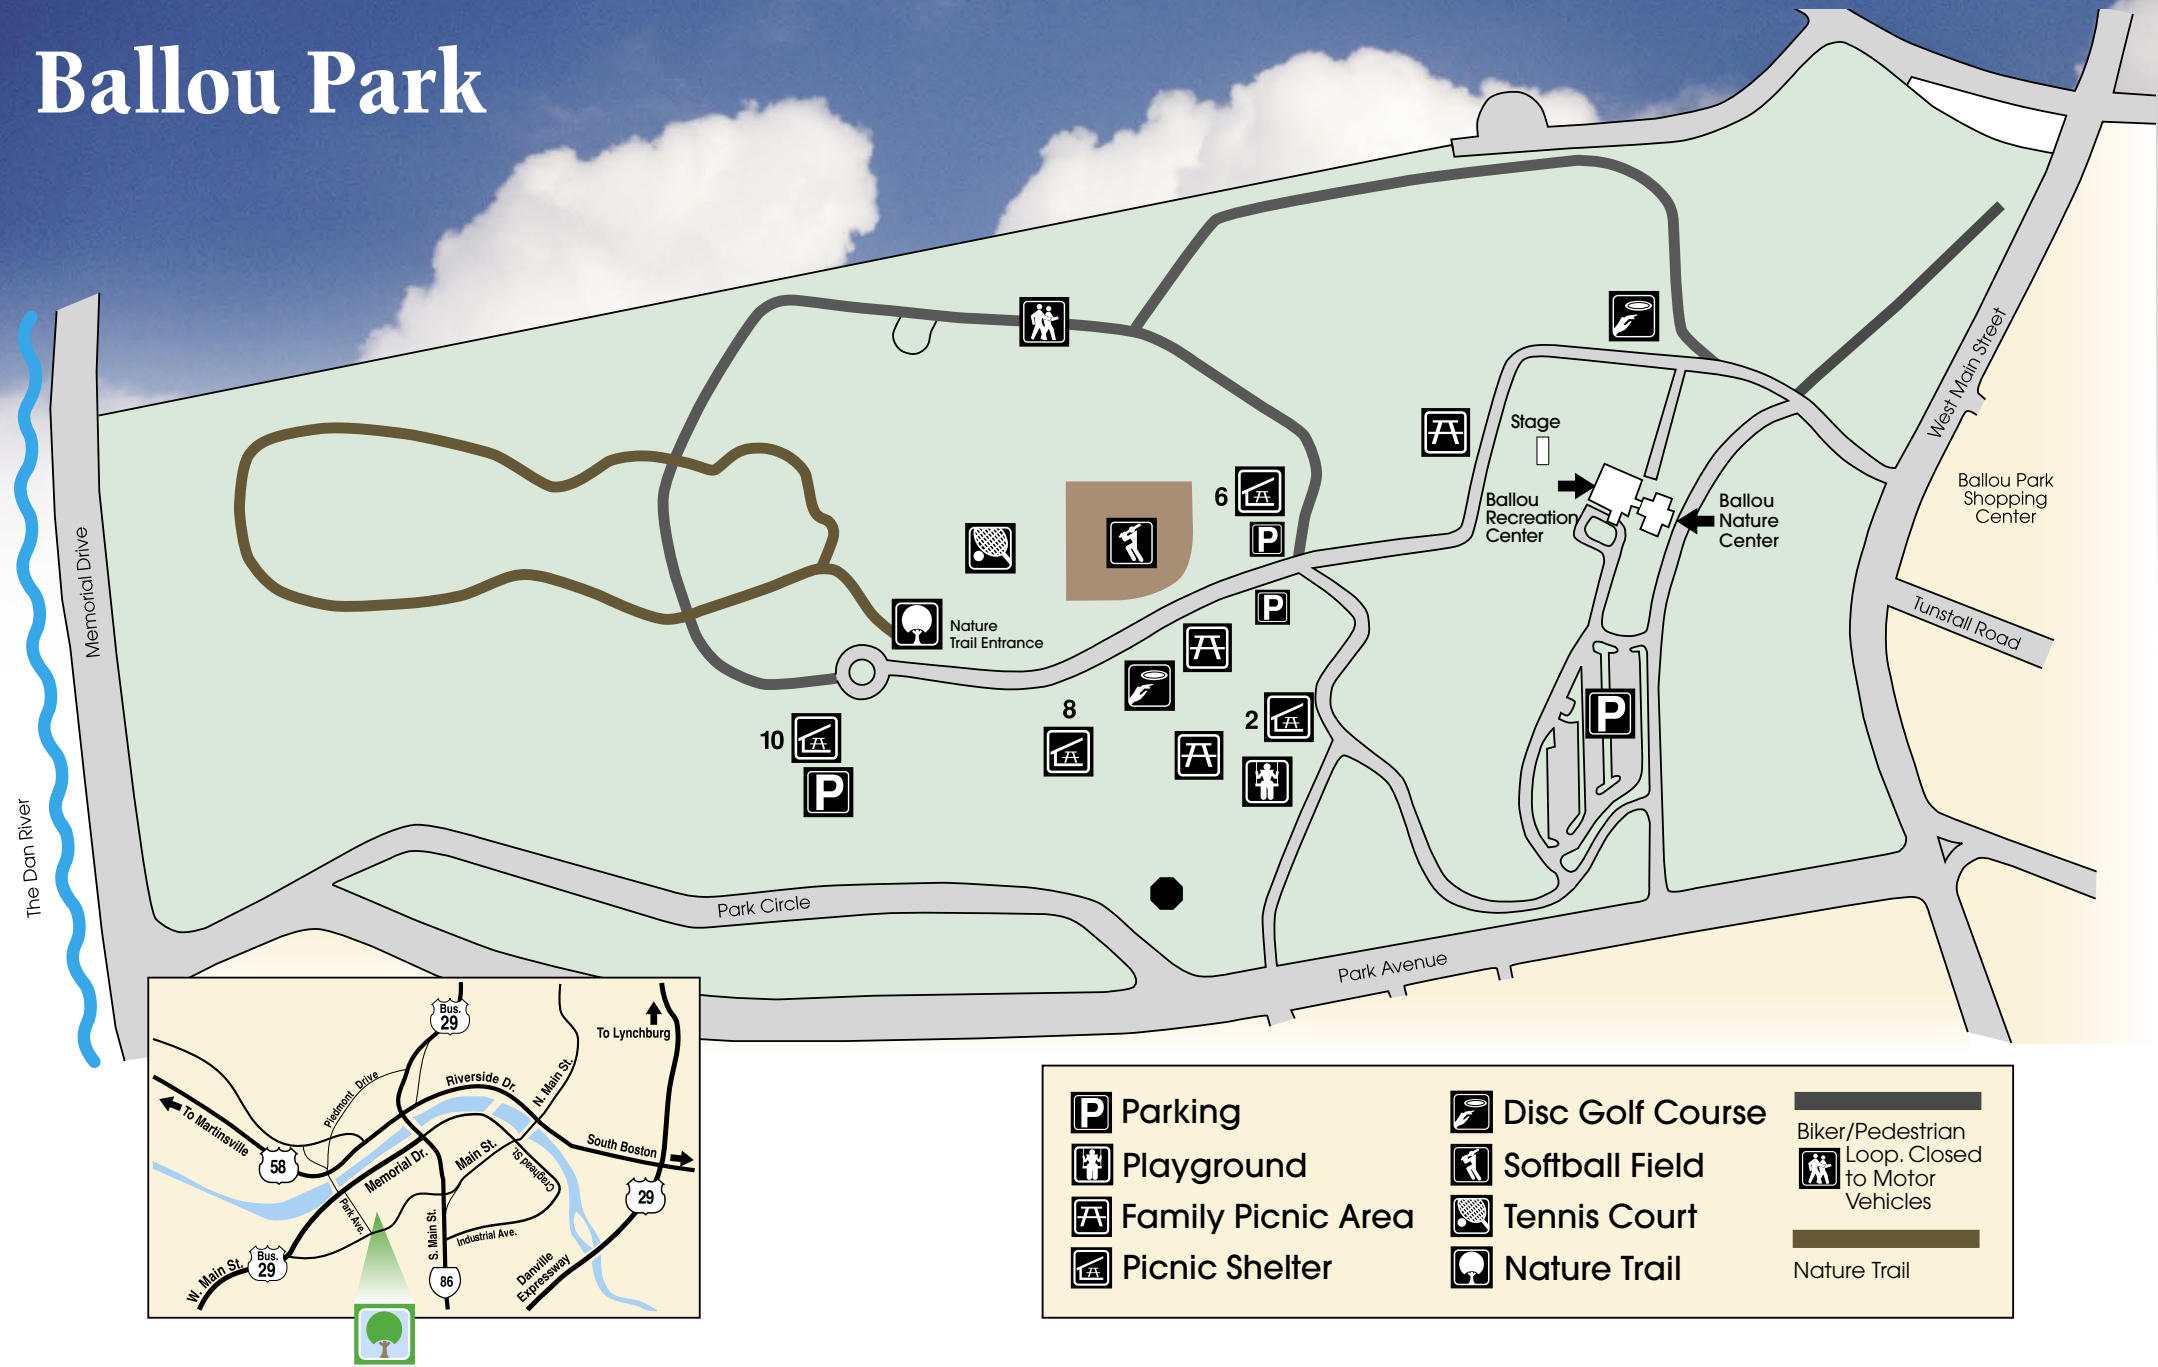 Ballou Park
Memorial Drive
The Dan River
Stage
Ballou
Recreation
Center
Ballou
Nature
Center
West Main Street
Ballou Park
Shopping
Center
Tunstall Road
6
P
P
Nature
Trail Entrance
8
2
10
P
P
Park Circle
Park Avenue
Bus.
29
To Lynchburg
Piedmont Drive
Riverside Dr.
N. Main St.
To Martinsville
58
Memorial Dr.
Main St.
Craghead St.
South Boston
29
Park Ave.
S. Main St.
Industrial Ave.
Bus.
29
W. Main St.
86
Danville
Expressway
P Parking
Playground
Family Picnic Area
Picnic Shelter
Disc Golf Course
Softball Field
Tennis Court
Nature Trail
Biker/Pedestrian
Loop. Closed
to Motor
Vehicles
Nature Trail